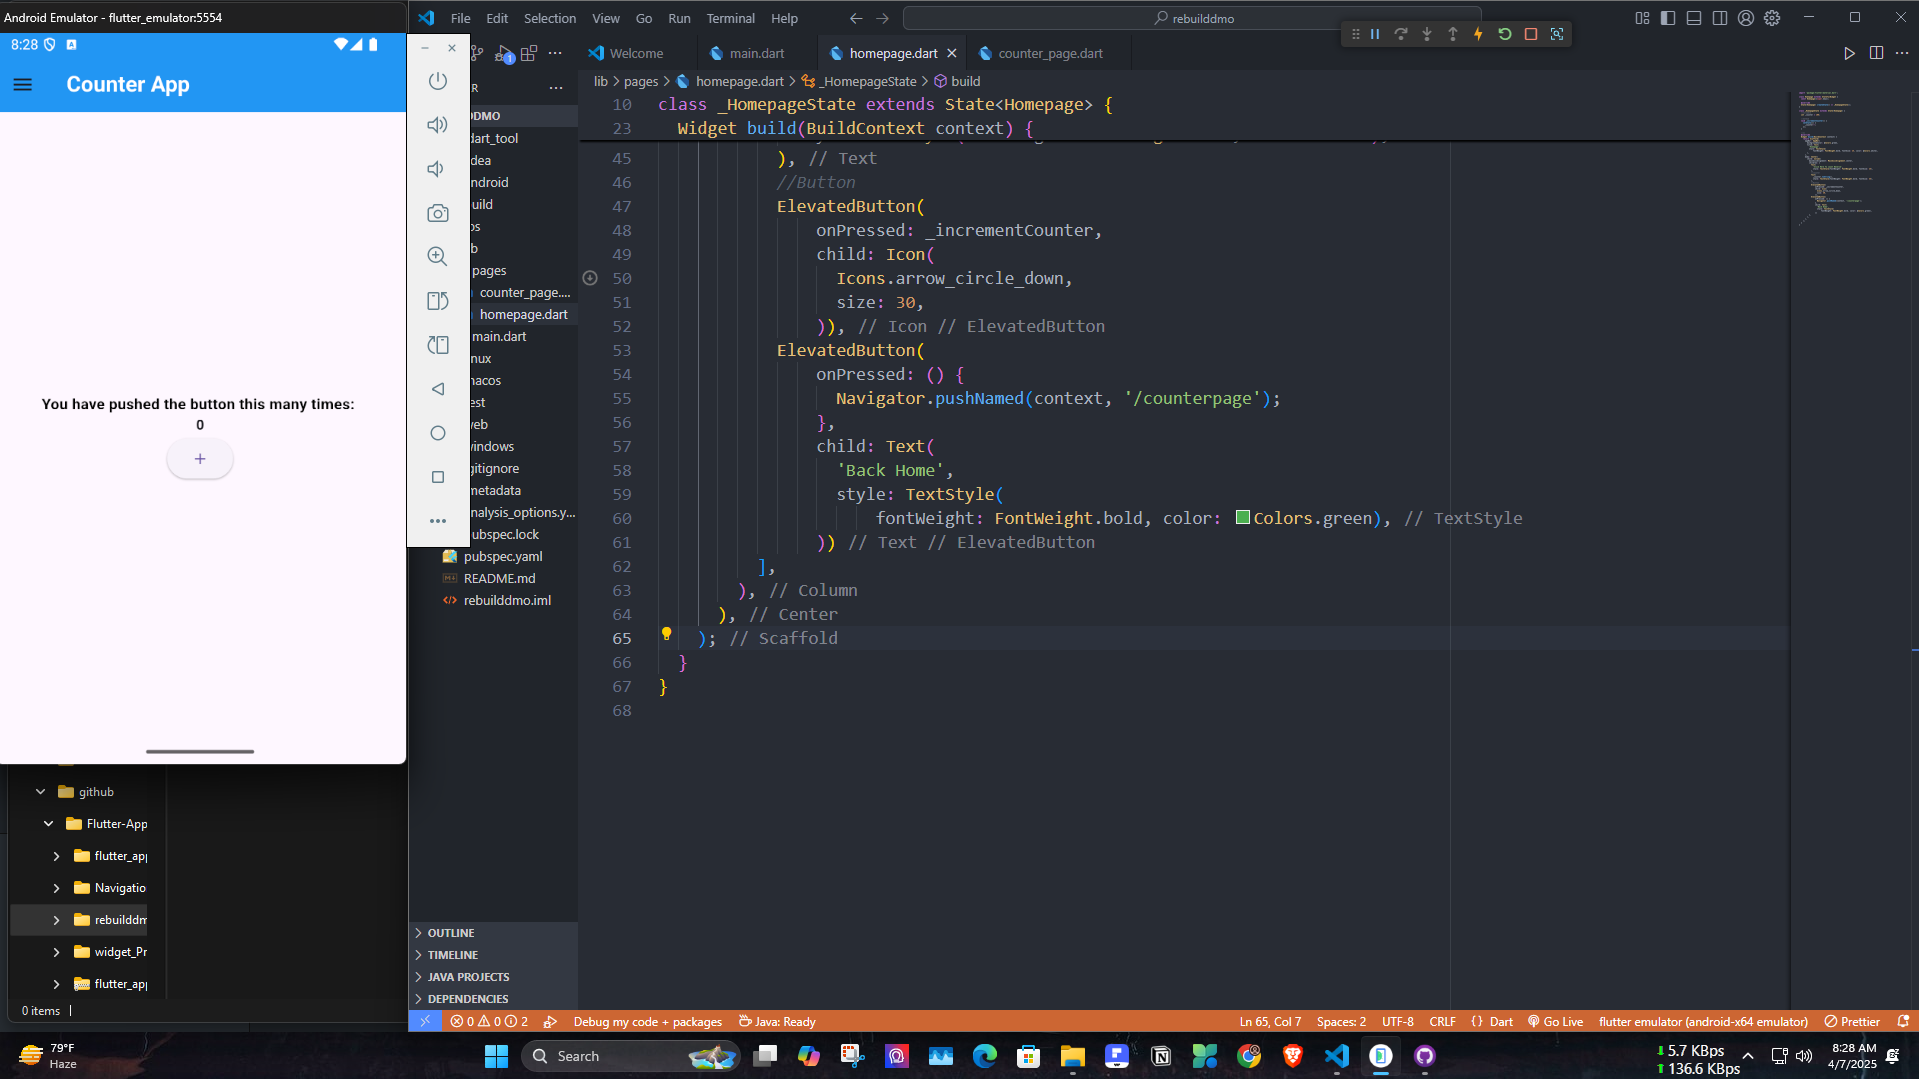 Android Emulator - flutter_emulator:5554
8:28
Counter App
You have pushed the button this many times:
0
+
File Edit Selection View Go Run Terminal Help
rebuilddmo
Welcome
main.dart
homepage.dart
counter_page.dart
lib > pages > homepage.dart > _HomepageState > build
DDMO
dart_tool
dea
ndroid
uild
os
b
pages
counter_page....
homepage.dart
main.dart
nux
nacos
est
veb
vindows
gitignore
metadata
nalysis_options.y...
pubspec.lock
pubspec.yaml
README.md
rebuilddmo.iml
10 class _HomepageState extends State<Homepage> {
23 Widget build(BuildContext context) {
45 ), // Text
46 //Button
47 ElevatedButton(
48 onPressed: _incrementCounter,
49 child: Icon(
50 Icons.arrow_circle_down,
51 size: 30,
52 )), // Icon // ElevatedButton
53 ElevatedButton(
54 onPressed: () {
55 Navigator.pushNamed(context, '/counterpage');
56 },
57 child: Text(
58 'Back Home',
59 style: TextStyle(
60 fontWeight: FontWeight.bold, color: Colors.green), // TextStyle
61 )) // Text // ElevatedButton
62 ],
63 ), // Column
64 ), // Center
65 ); // Scaffold
66 }
67 }
68
OUTLINE
TIMELINE
JAVA PROJECTS
DEPENDENCIES
github
Flutter-App
flutter_app
Navigatio
rebuilddm
widget_Pr
flutter_app
0 items
0 0 2 Debug my code + packages Java: Ready
Ln 65, Col 7 Spaces: 2 UTF-8 CRLF {} Dart Go Live flutter emulator (android-x64 emulator) Prettier
79°F
Haze
Search
5.7 KBps
136.6 KBps
8:28 AM
4/7/2025